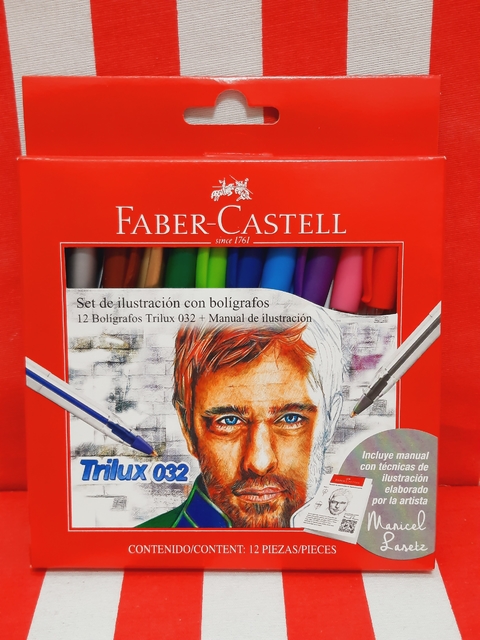 FABER-CASTELL
since 1761
Set de ilustración con bolígrafos
12 Bolígrafos Trilux 032 + Manual de ilustración
Trilux 032
Incluye manual
con técnicas de
ilustración
elaborado
por la artista
Maricel
Lasetz
CONTENIDO/CONTENT: 12 PIEZAS/PIECES